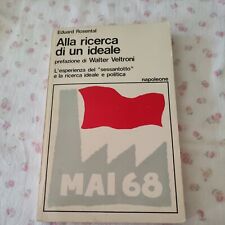 Eduard Rosental
Alla ricerca
di un ideale
prefazione di Walter Veltroni
L'esperienza del "sessantotto"
e la ricerca ideale e politica
napoleone
MAI 68